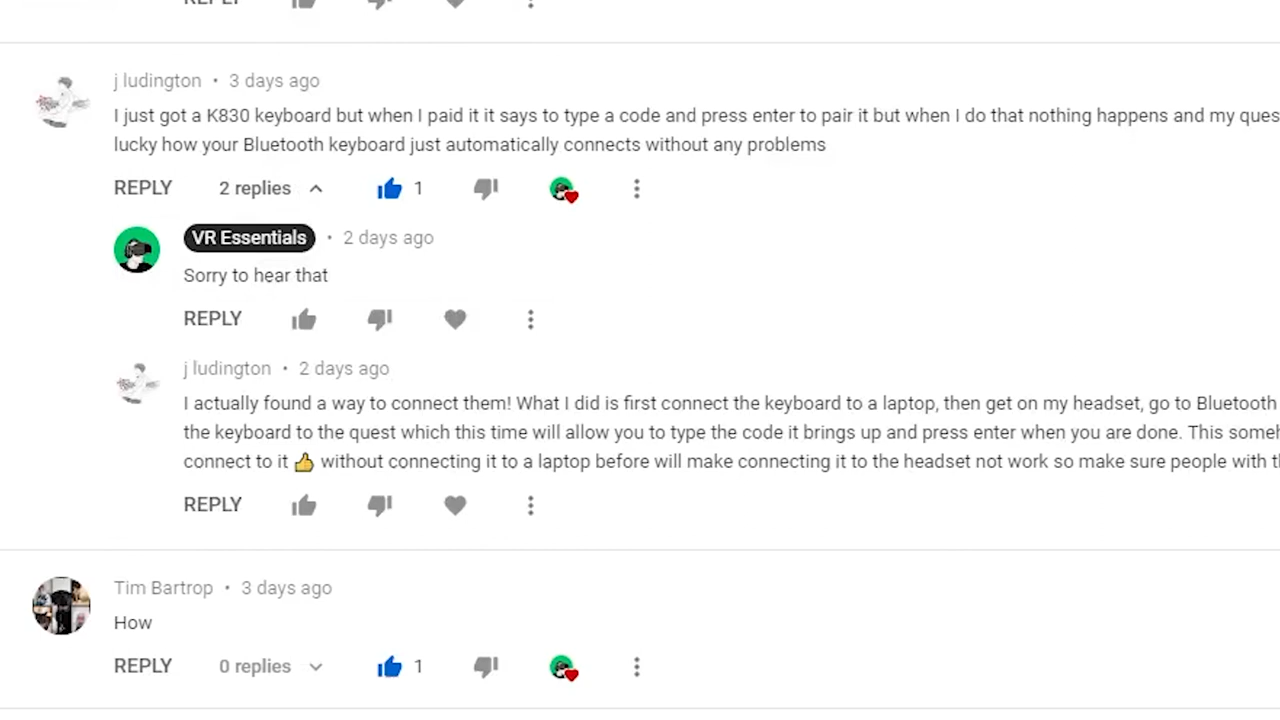 j ludington • 3 days ago
I just got a K830 keyboard but when I paid it it says to type a code and press enter to pair it but when I do that nothing happens and my ques
lucky how your Bluetooth keyboard just automatically connects without any problems
REPLY 2 replies 1
VR Essentials • 2 days ago
Sorry to hear that
REPLY
j ludington • 2 days ago
I actually found a way to connect them! What I did is first connect the keyboard to a laptop, then get on my headset, go to Bluetooth
the keyboard to the quest which this time will allow you to type the code it brings up and press enter when you are done. This someh
connect to it 👍 without connecting it to a laptop before will make connecting it to the headset not work so make sure people with th
REPLY
Tim Bartrop • 3 days ago
How
REPLY 0 replies 1